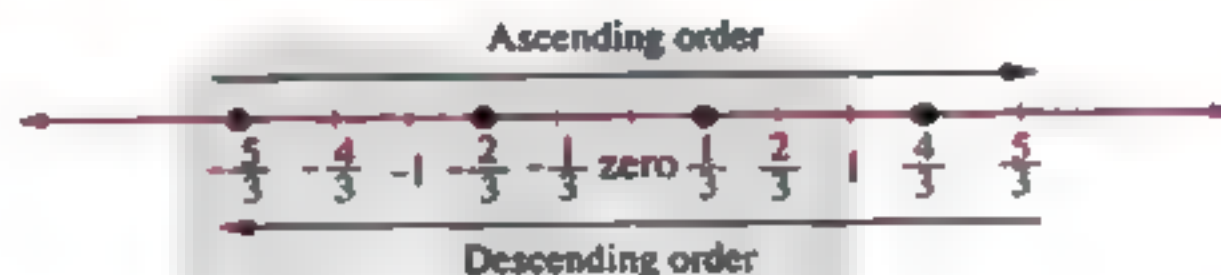 Ascending order
-5/3 -4/3 -1 -2/3 -1/3 zero 1/3 2/3 1 4/3 5/3
Descending order